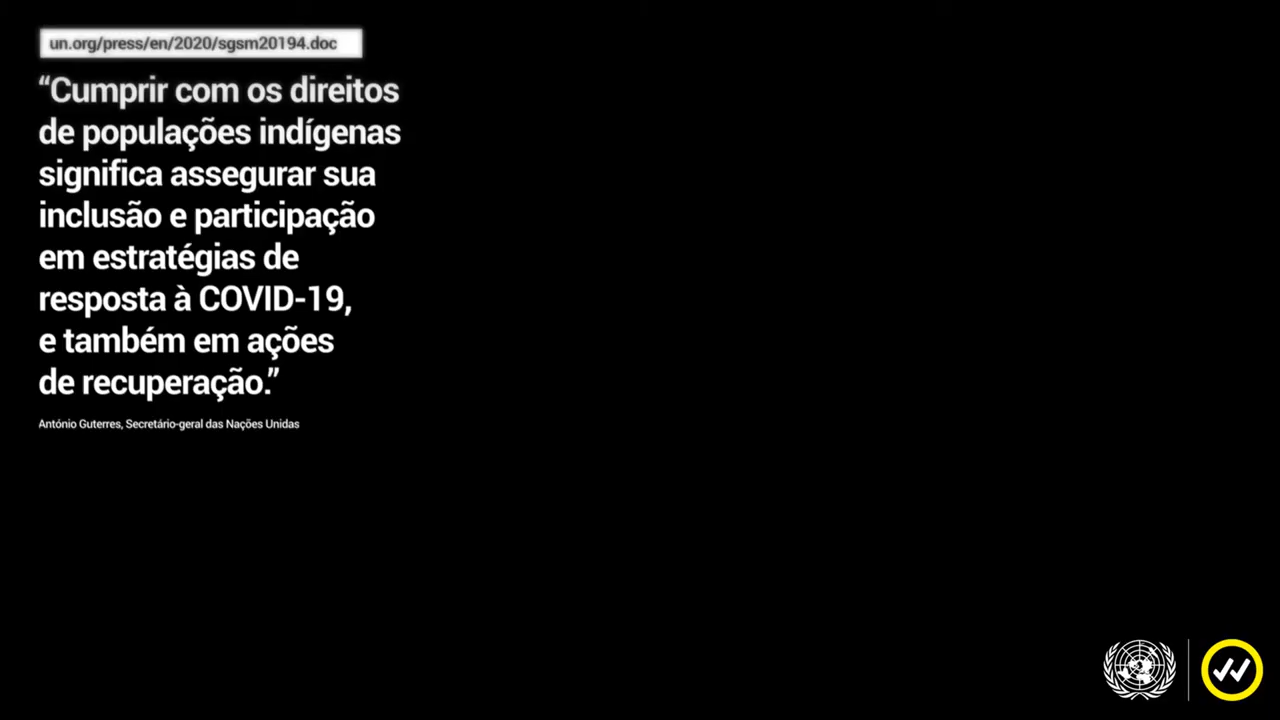 un.org/press/en/2020/sgsm20194.doc
“Cumprir com os direitos
de populações indígenas
significa assegurar sua
inclusão e participação
em estratégias de
resposta à COVID-19,
e também em ações
de recuperação.”
António Guterres, Secretário-geral das Nações Unidas